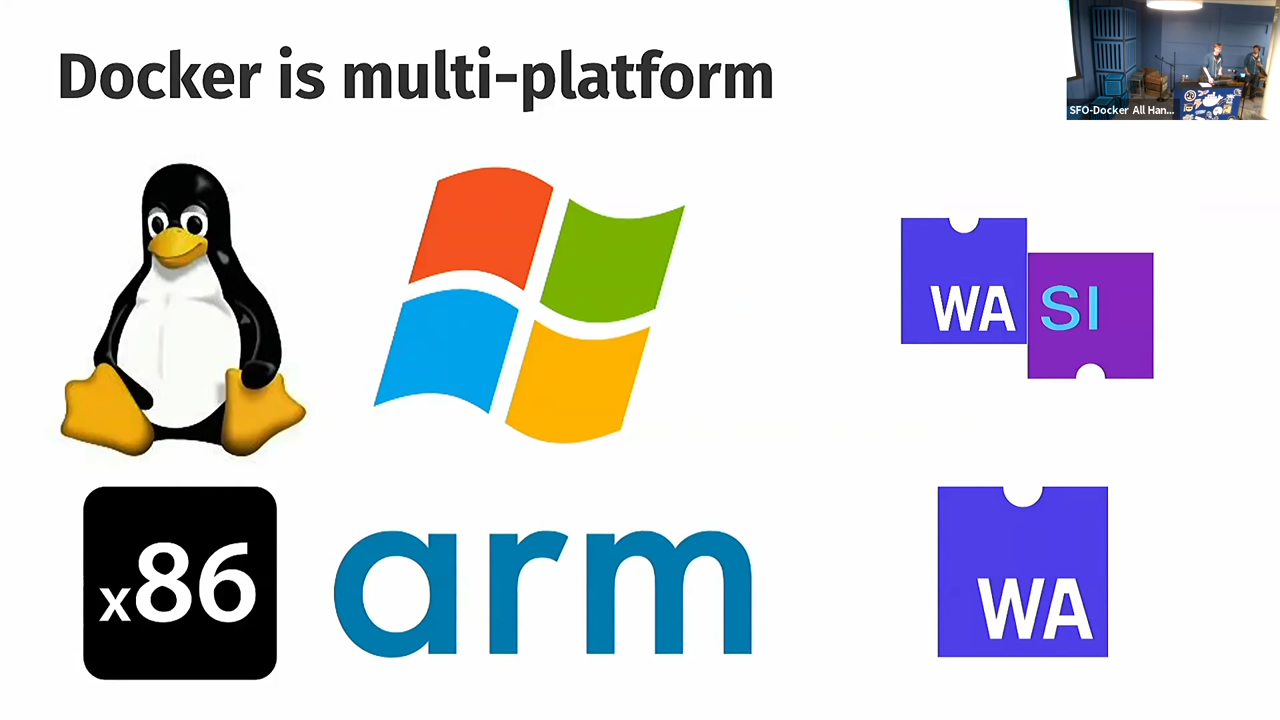 Docker is multi-platform
SFO-Docker All Han...
WA
SI
x86
arm
WA